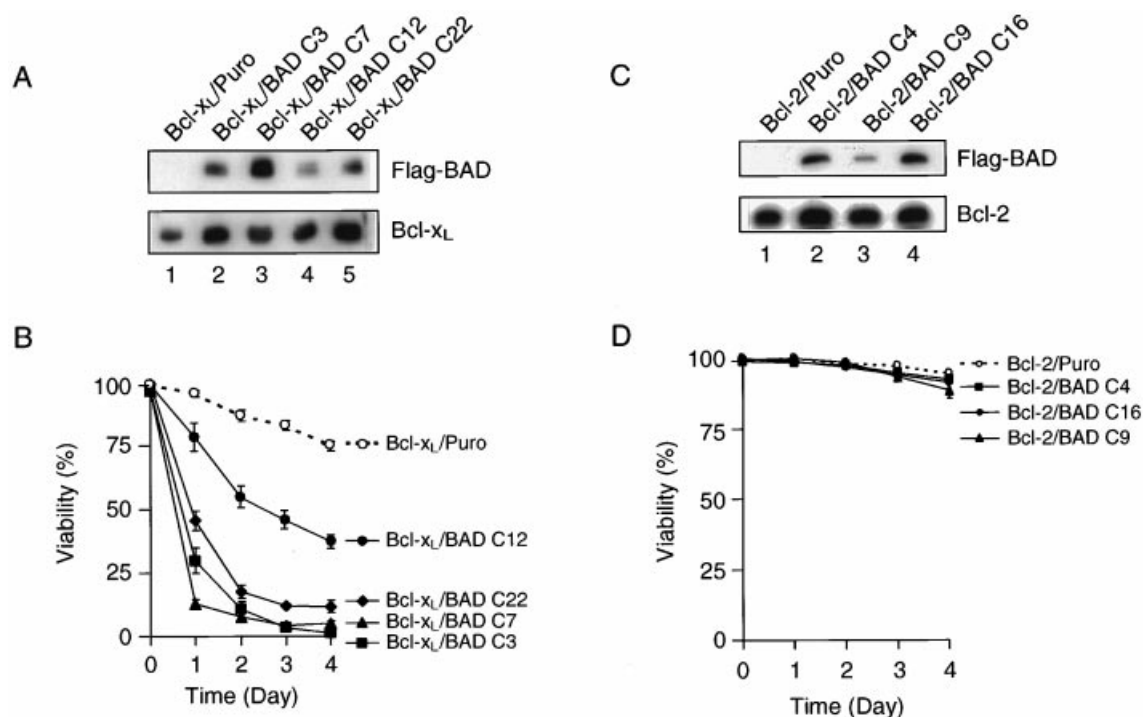 A
Bcl-xL/Puro
Bcl-xL/BAD C3
Bcl-xL/BAD C7
Bcl-xL/BAD C12
Bcl-xL/BAD C22
Flag-BAD
Bcl-xL
1 2 3 4 5
B
100
75
50
25
0
Viability (%)
0 1 2 3 4
Time (Day)
Bcl-xL/Puro
Bcl-xL/BAD C12
Bcl-xL/BAD C22
Bcl-xL/BAD C7
Bcl-xL/BAD C3
C
Bcl-2/Puro
Bcl-2/BAD C4
Bcl-2/BAD C9
Bcl-2/BAD C16
Flag-BAD
Bcl-2
1 2 3 4
D
100
75
50
25
0
Viability (%)
0 1 2 3 4
Time (Day)
Bcl-2/Puro
Bcl-2/BAD C4
Bcl-2/BAD C16
Bcl-2/BAD C9